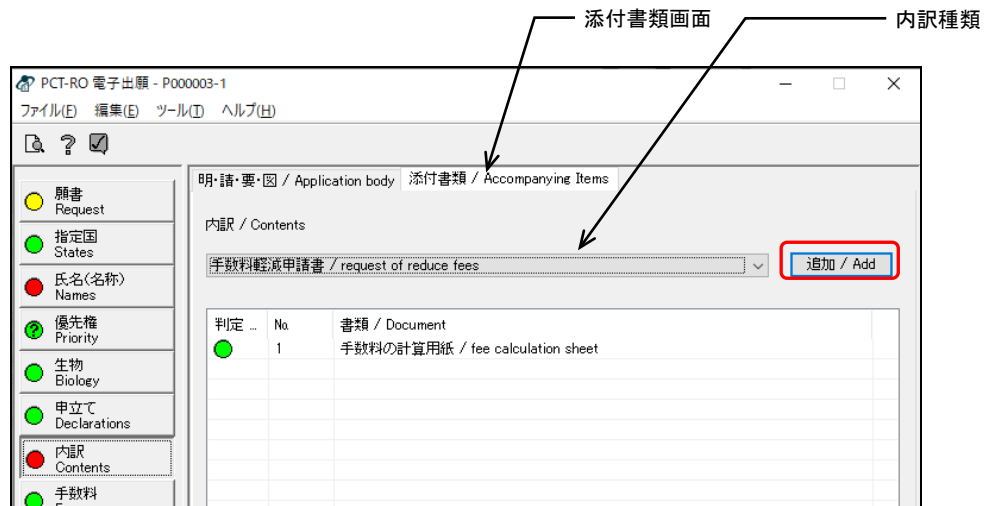 添付書類画面
内訳種類
PCT-RO 電子出願 - P000003-1
ファイル(F) 編集(E) ツール(T) ヘルプ(H)
明・請・要・図 / Application body
添付書類 / Accompanying Items
願書
Request
指定国
States
氏名(名称)
Names
優先権
Priority
生物
Biology
申立て
Declarations
内訳
Contents
手数料
内訳 / Contents
手数料軽減申請書 / request of reduce fees
追加 / Add
判定 ... No. 書類 / Document
1 手数料の計算用紙 / fee calculation sheet